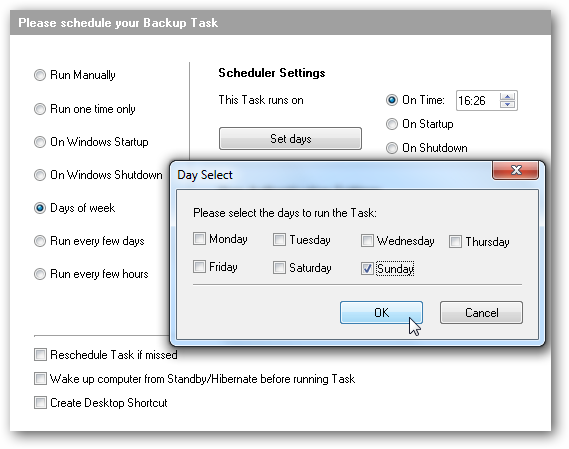 Please schedule your Backup Task
Run Manually
Run one time only
On Windows Startup
On Windows Shutdown
Days of week
Run every few days
Run every few hours
Scheduler Settings
This Task runs on
On Time: 16:26
On Startup
Set days
On Shutdown
Day Select
Please select the days to run the Task:
Monday Tuesday Wednesday Thursday
Friday Saturday Sunday
OK Cancel
Reschedule Task if missed
Wake up computer from Standby/Hibernate before running Task
Create Desktop Shortcut